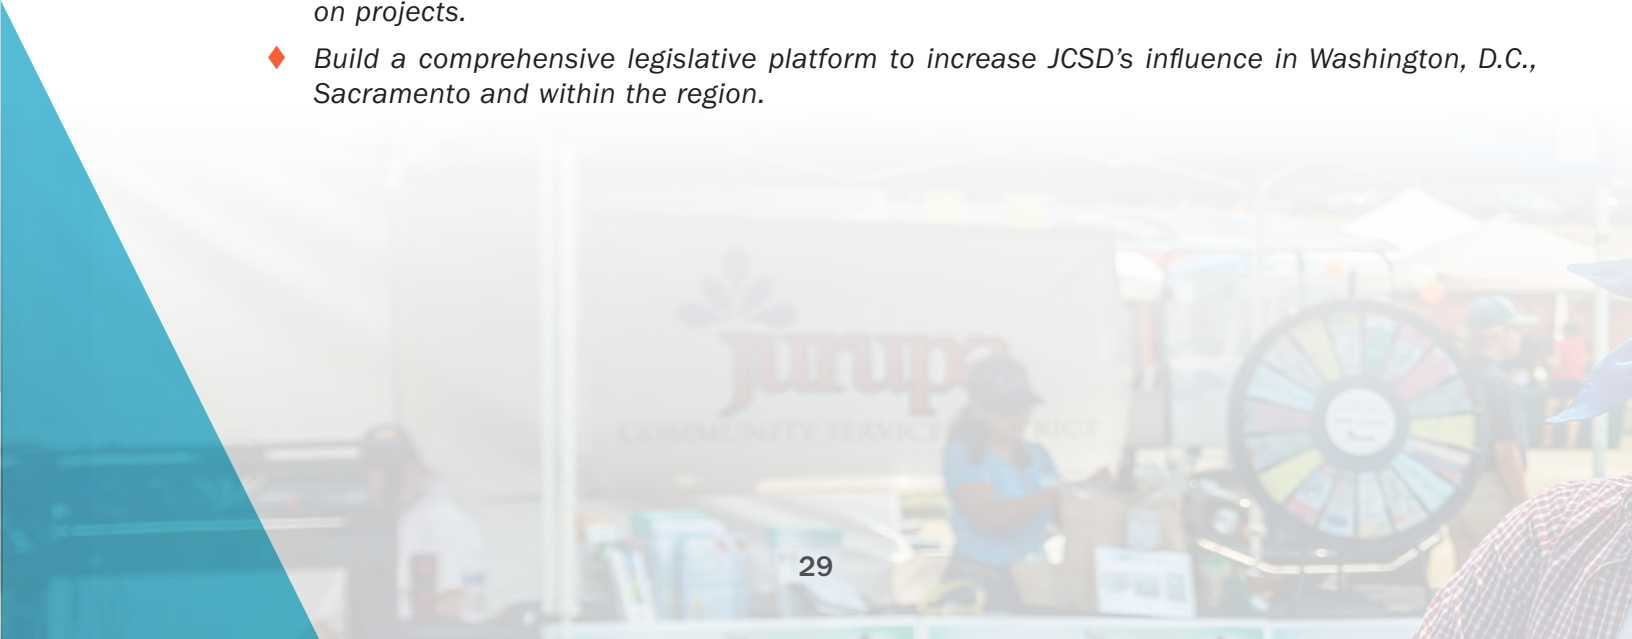 on projects.
Build a comprehensive legislative platform to increase JCSD’s influence in Washington, D.C.,
Sacramento and within the region.
jurupa
COMMUNITY SERVICES
29